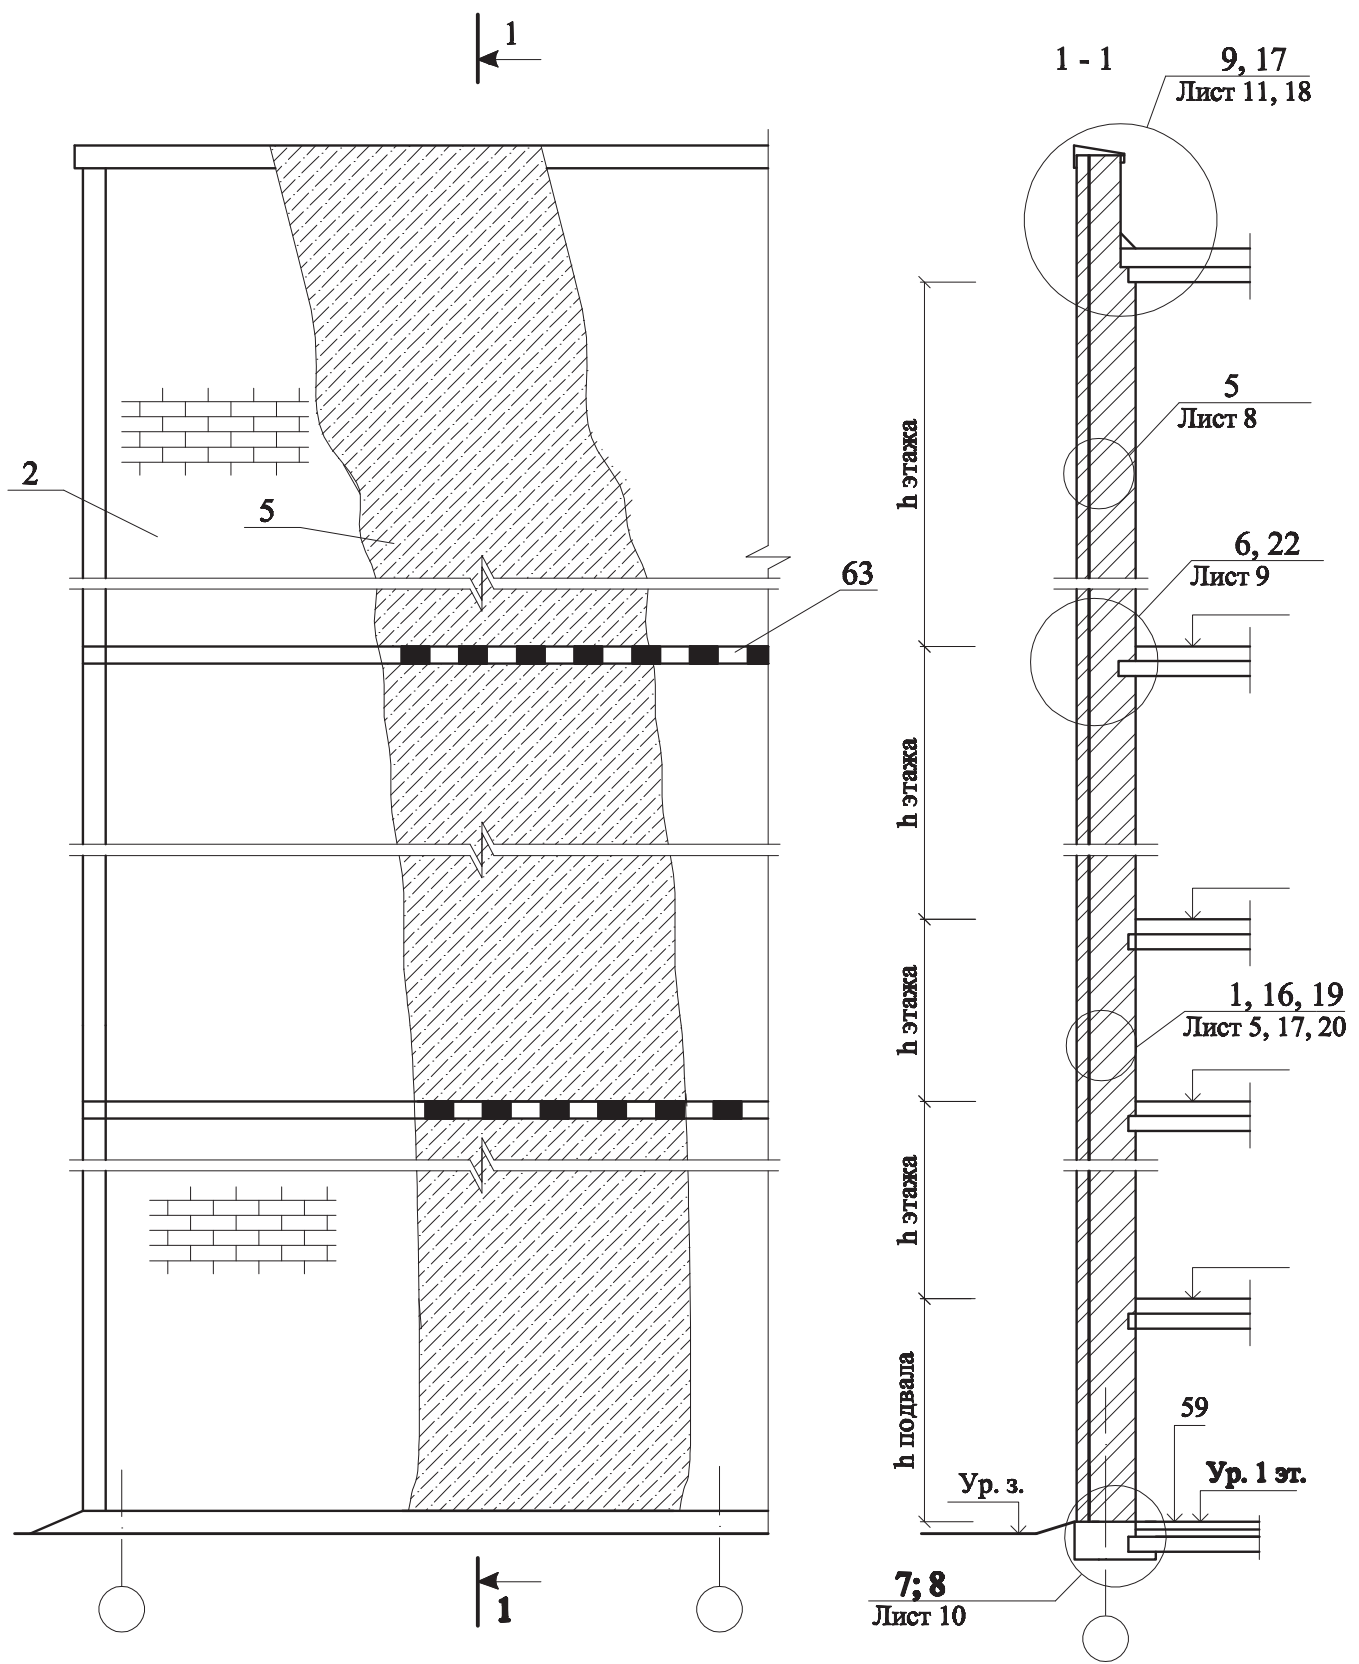 1
1 - 1
9, 17
Лист 11, 18
5
Лист 8
h этажа
2
5
6, 22
Лист 9
63
h этажа
h этажа
1, 16, 19
Лист 5, 17, 20
h этажа
h подвала
59
Ур. з.
Ур. 1 эт.
7; 8
Лист 10
1